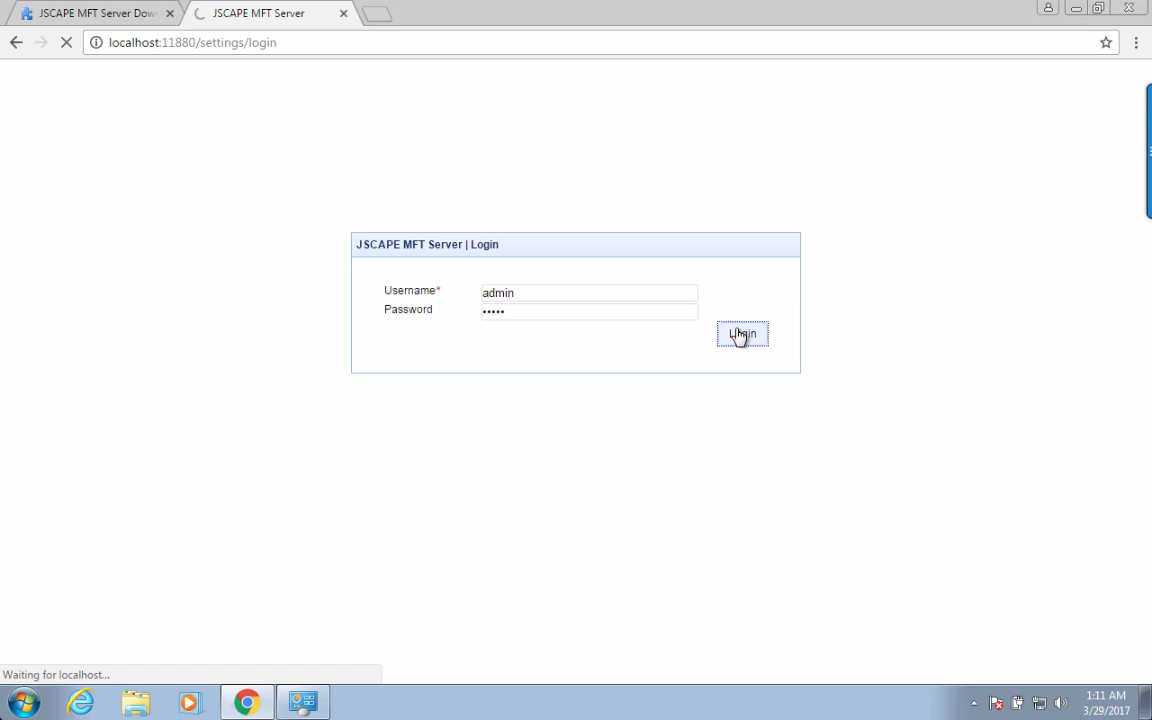 JSCAPE MFT Server Dow
JSCAPE MFT Server
localhost:11880/settings/login
JSCAPE MFT Server | Login
Username*
admin
Password
•••••
Login
Waiting for localhost...
1:11 AM
3/29/2017